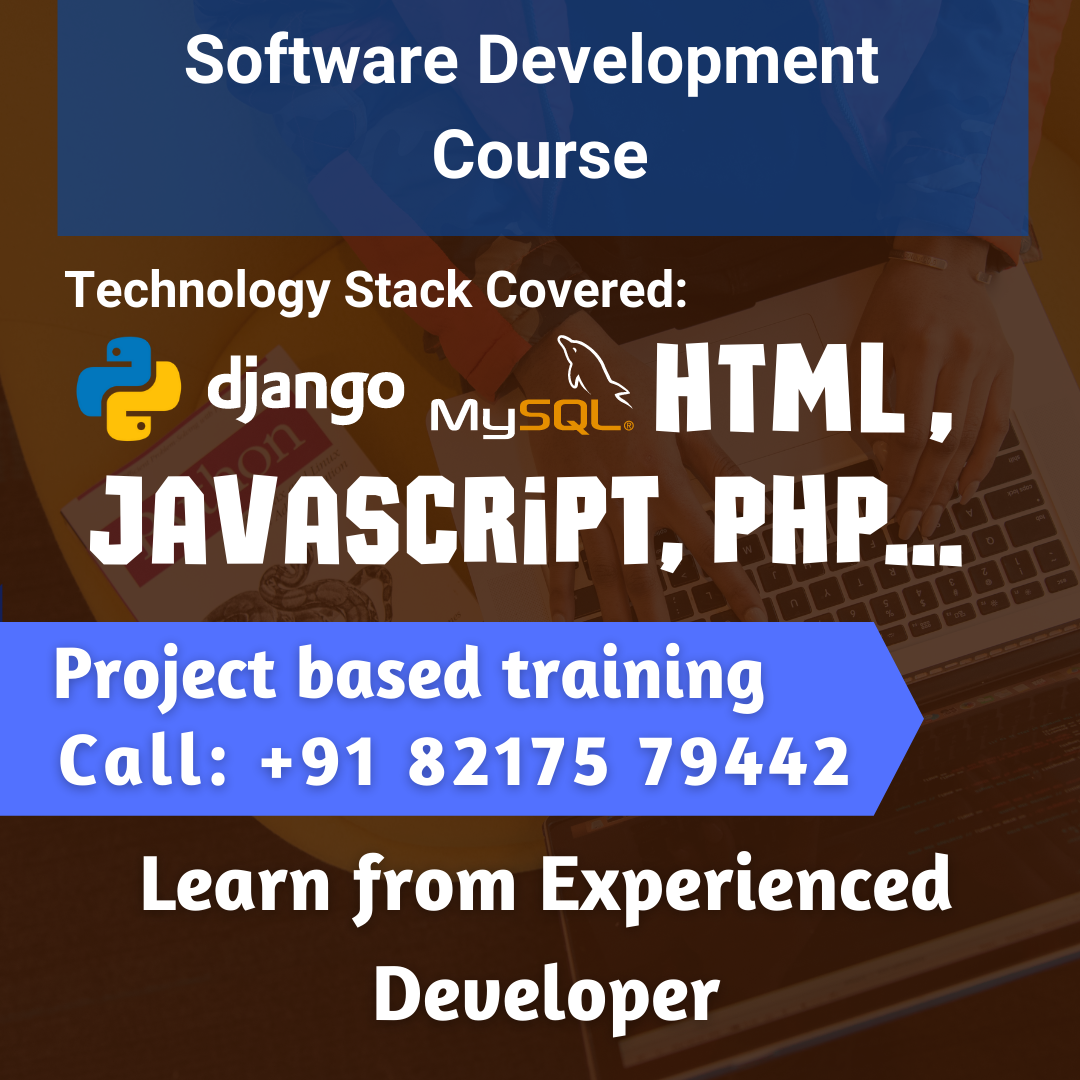 Software Development
Course
Technology Stack Covered:
django MySQL® HTML ,
JAVASCRiPT, PHP...
Project based training
Call: +91 82175 79442
Learn from Experienced
Developer